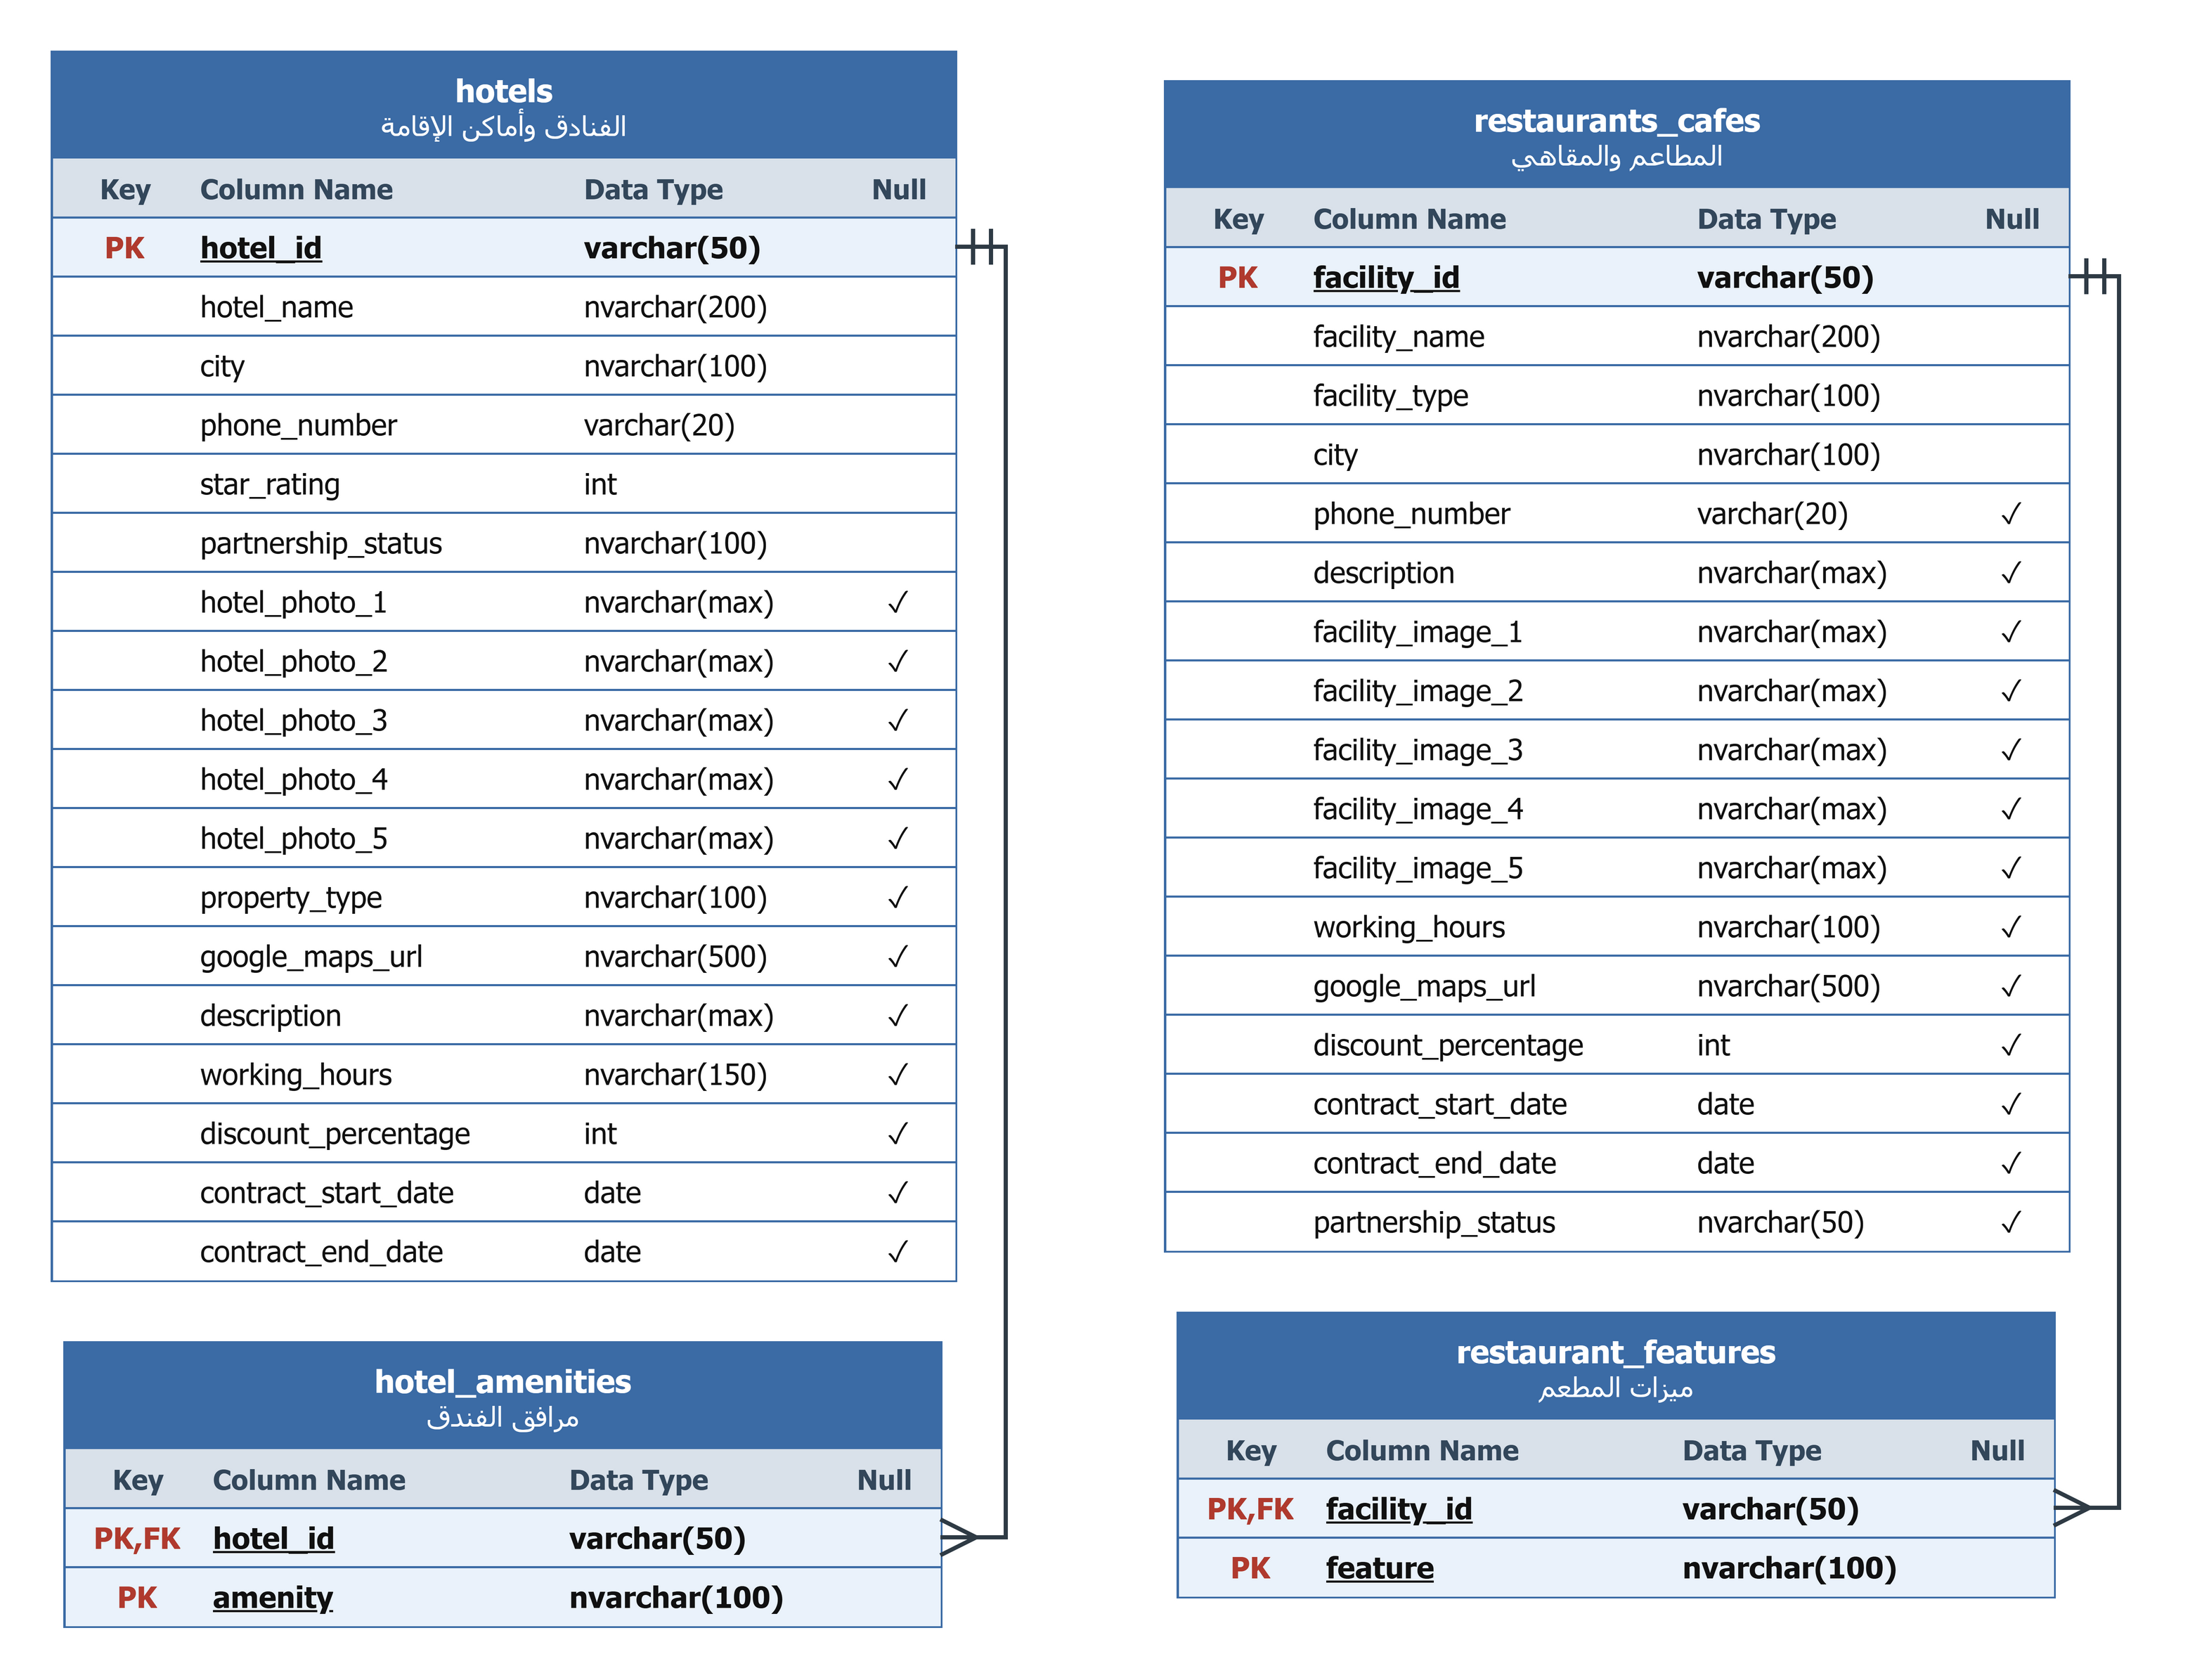 hotels
الفنادق وأماكن الإقامة
Key Column Name Data Type Null
PK hotel_id varchar(50)
hotel_name nvarchar(200)
city nvarchar(100)
phone_number varchar(20)
star_rating int
partnership_status nvarchar(100)
hotel_photo_1 nvarchar(max) ✓
hotel_photo_2 nvarchar(max) ✓
hotel_photo_3 nvarchar(max) ✓
hotel_photo_4 nvarchar(max) ✓
hotel_photo_5 nvarchar(max) ✓
property_type nvarchar(100) ✓
google_maps_url nvarchar(500) ✓
description nvarchar(max) ✓
working_hours nvarchar(150) ✓
discount_percentage int ✓
contract_start_date date ✓
contract_end_date date ✓
hotel_amenities
مرافق الفندق
Key Column Name Data Type Null
PK,FK hotel_id varchar(50)
PK amenity nvarchar(100)
restaurants_cafes
المطاعم والمقاهي
Key Column Name Data Type Null
PK facility_id varchar(50)
facility_name nvarchar(200)
facility_type nvarchar(100)
city nvarchar(100)
phone_number varchar(20) ✓
description nvarchar(max) ✓
facility_image_1 nvarchar(max) ✓
facility_image_2 nvarchar(max) ✓
facility_image_3 nvarchar(max) ✓
facility_image_4 nvarchar(max) ✓
facility_image_5 nvarchar(max) ✓
working_hours nvarchar(100) ✓
google_maps_url nvarchar(500) ✓
discount_percentage int ✓
contract_start_date date ✓
contract_end_date date ✓
partnership_status nvarchar(50) ✓
restaurant_features
ميزات المطعم
Key Column Name Data Type Null
PK,FK facility_id varchar(50)
PK feature nvarchar(100)